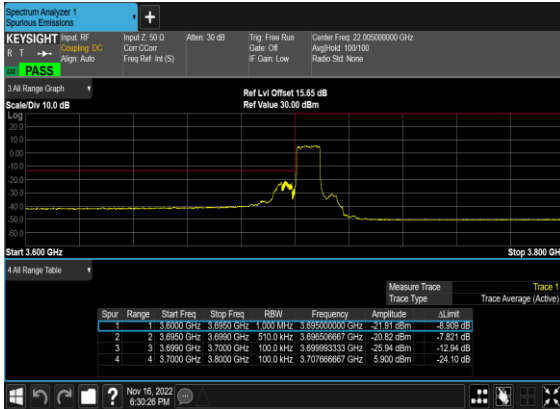 Spectrum Analyzer 1
Spurious Emissions
+
KEYSIGHT Input: RF Input Z: 50 Ω Atten: 30 dB Trig: Free Run Center Freq: 22.005000000 GHz
R T Coupling: DC Corr CCorr Gate: Off Avg|Hold: 100/100
Align: Auto Freq Ref: Int (S) IF Gain: Low Radio Std: None
PASS
3 All Range Graph
Ref Lvl Offset 15.65 dB
Scale/Div 10.0 dB Ref Value 30.00 dBm
Log
20.0
10.0
0.00
-10.0
-20.0
-30.0
-40.0
-50.0
-60.0
Start 3.600 GHz Stop 3.800 GH
4 All Range Table
Measure Trace Trace 1
Trace Type Trace Average (Active)
Spur Range Start Freq Stop Freq RBW Frequency Amplitude ΔLimit
1 1 3.6000 GHz 3.6950 GHz 1.000 MHz 3.695000000 GHz -21.91 dBm -8.909 dB
2 2 3.6950 GHz 3.6990 GHz 510.0 kHz 3.696090000 GHz -20.82 dBm -7.821 dB
3 3 3.6990 GHz 3.7000 GHz 100.0 kHz 3.699993333 GHz -25.94 dBm -12.94 dB
4 4 3.7000 GHz 3.8000 GHz 100.0 kHz 3.707666667 GHz 5.900 dBm -24.10 dB
Nov 16, 2022
6:30:26 PM